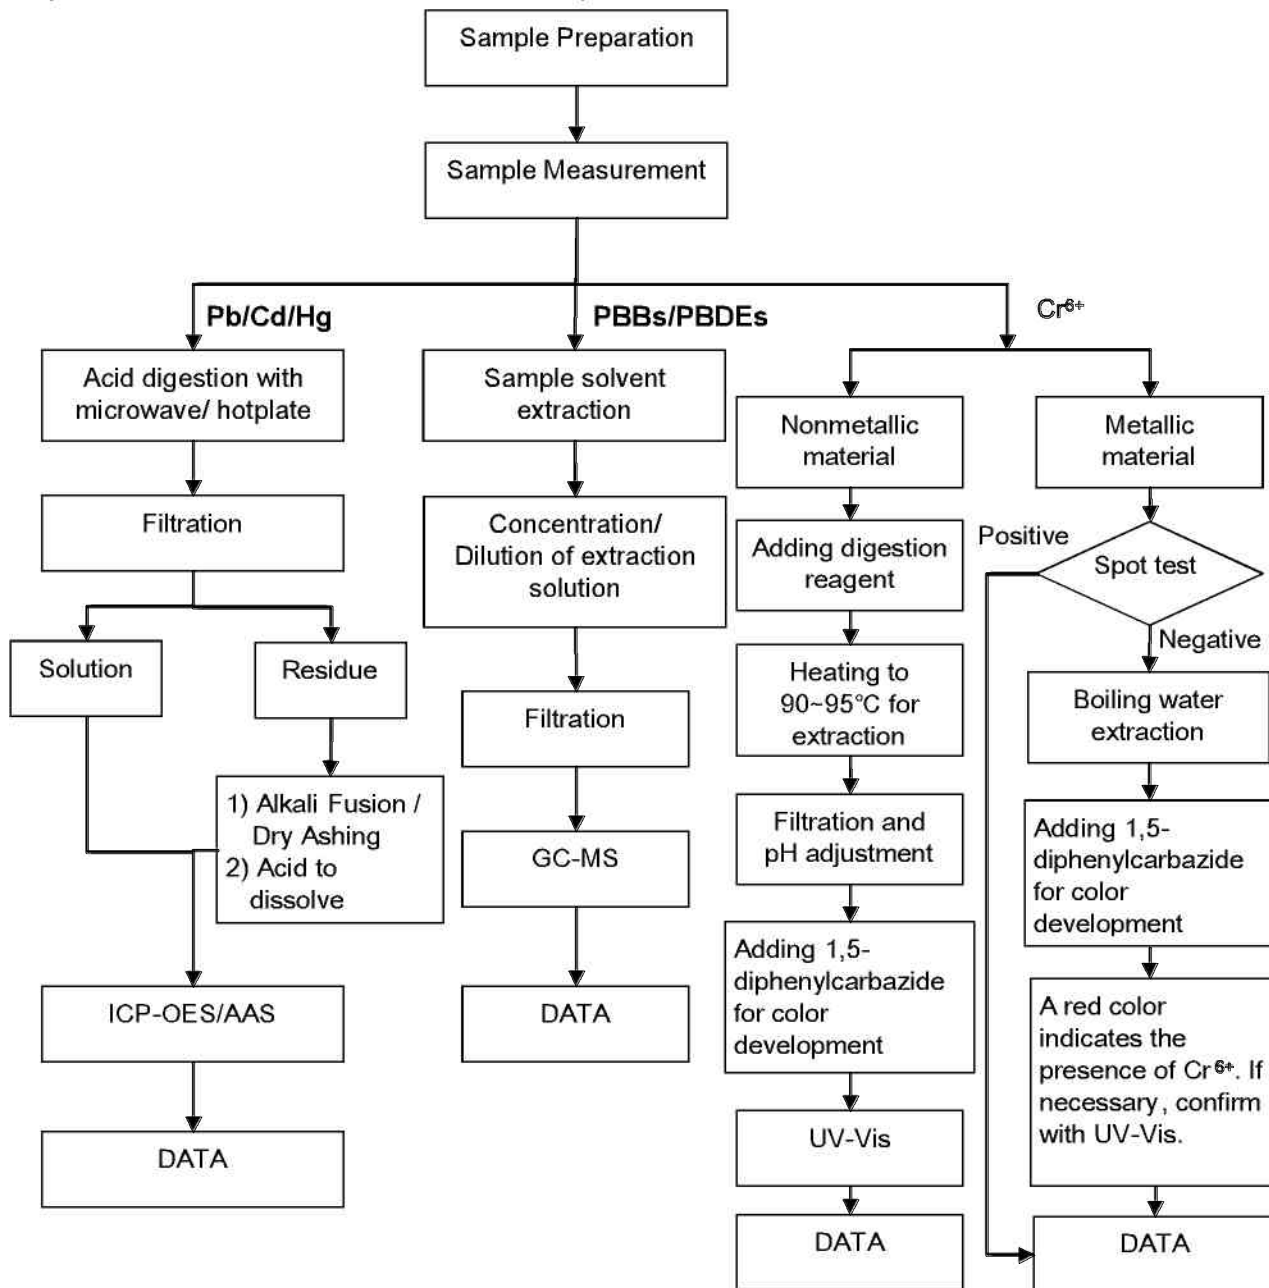 Sample Preparation
Sample Measurement
Pb/Cd/Hg
PBBs/PBDEs
Cr⁶⁺
Acid digestion with
microwave/ hotplate
Filtration
Solution
Residue
1) Alkali Fusion /
Dry Ashing
2) Acid to
dissolve
ICP-OES/AAS
DATA
Sample solvent
extraction
Concentration/
Dilution of extraction
solution
Filtration
GC-MS
DATA
Nonmetallic
material
Adding digestion
reagent
Heating to
90~95℃ for
extraction
Filtration and
pH adjustment
Adding 1,5-
diphenylcarbazide
for color
development
UV-Vis
DATA
Metallic
material
Positive
Spot test
Negative
Boiling water
extraction
Adding 1,5-
diphenylcarbazide
for color
development
A red color
indicates the
presence of Cr⁶⁺. If
necessary, confirm
with UV-Vis.
DATA